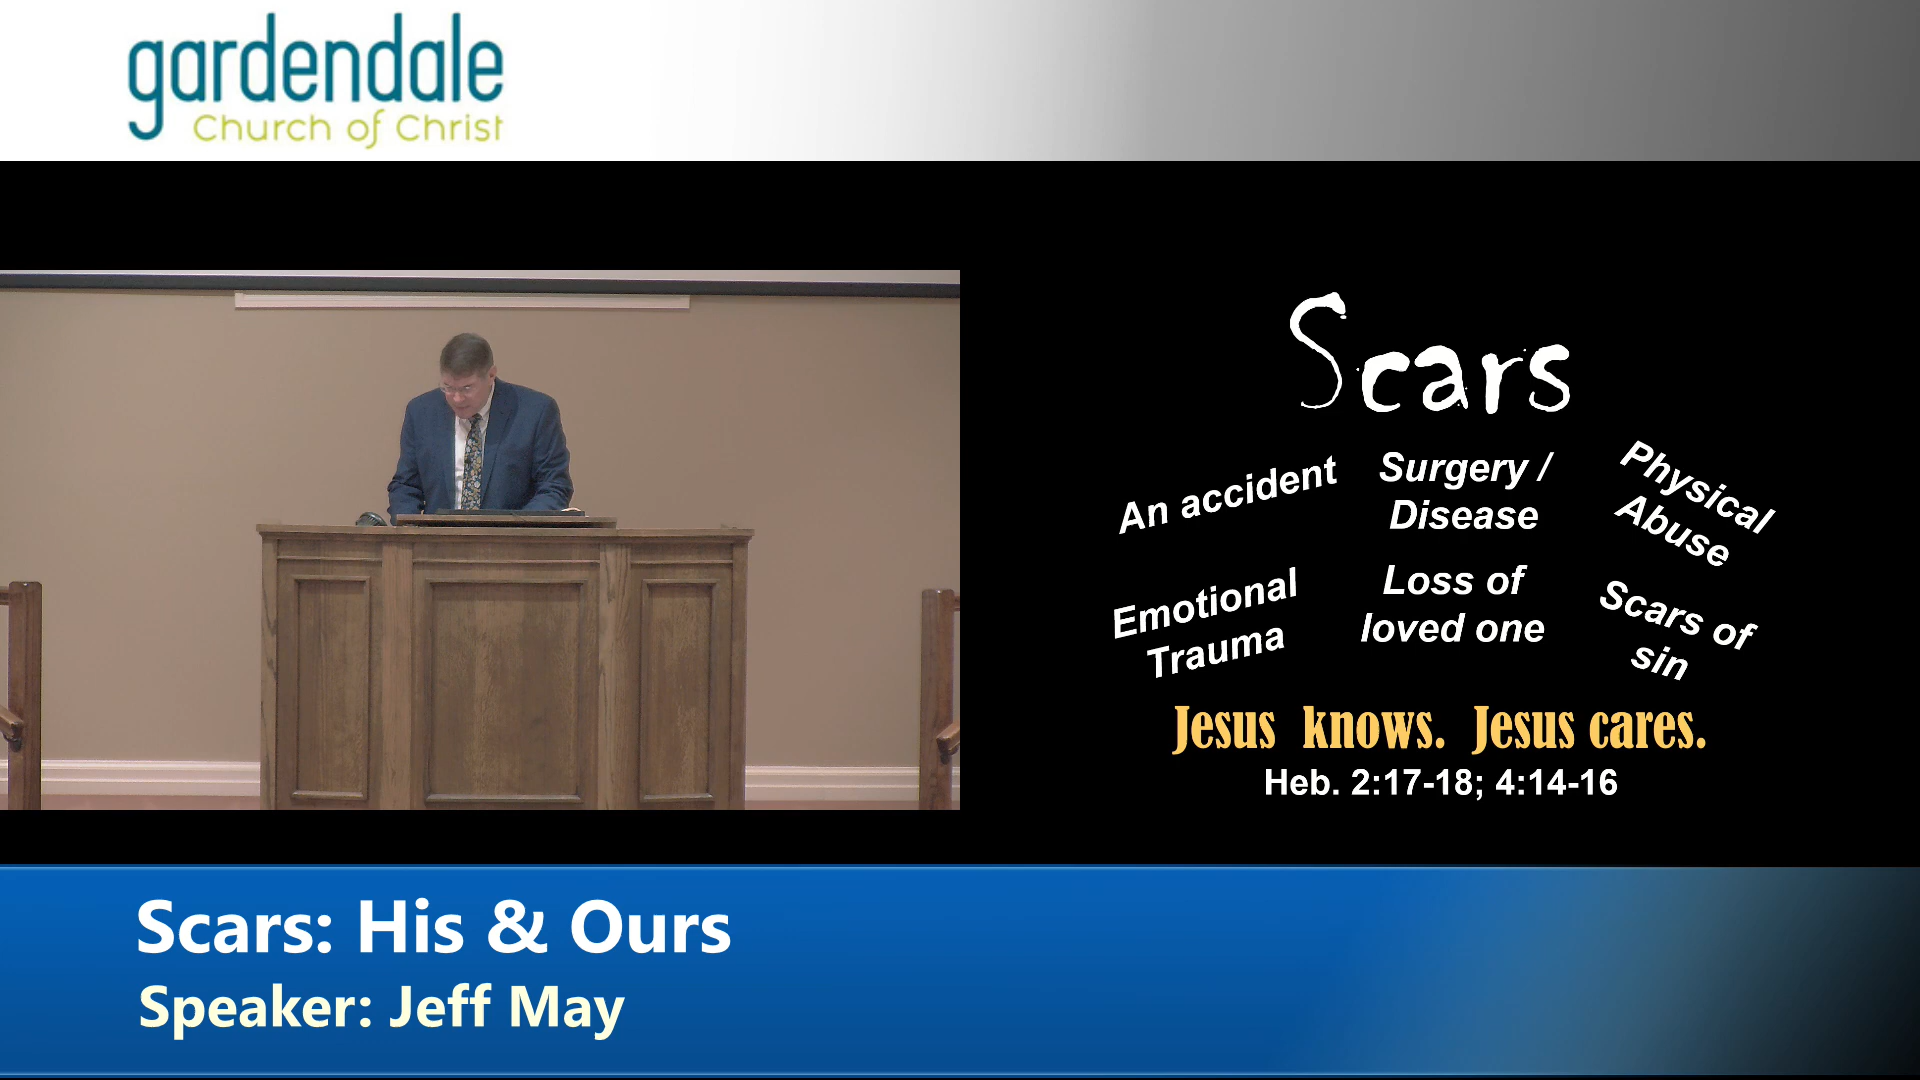 gardendale
Church of Christ
Scars
An accident
Surgery /
Disease
Physical
Abuse
Emotional
Trauma
Loss of
loved one
Scars of
sin
Jesus knows. Jesus cares.
Heb. 2:17-18; 4:14-16
Scars: His & Ours
Speaker: Jeff May